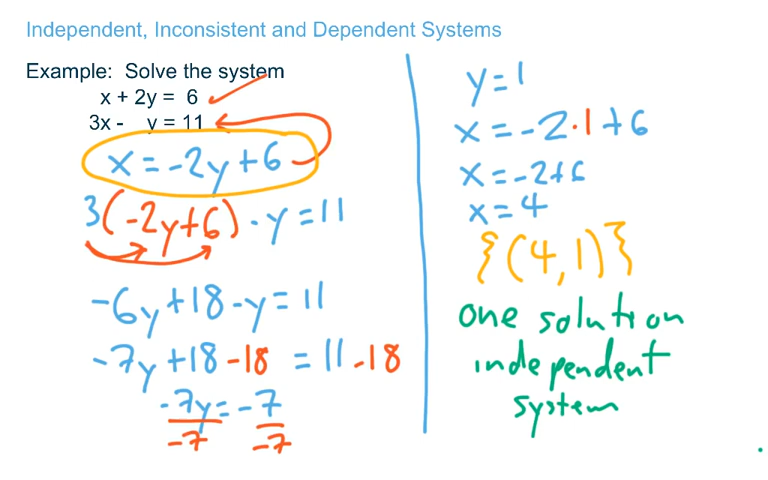 Independent, Inconsistent and Dependent Systems
Example: Solve the system
x + 2y = 6
3x - y = 11
x = -2y + 6
3(-2y+6) - y = 11
-6y + 18 - y = 11
-7y + 18 - 18 = 11 - 18
-7y = -7
-7 -7
y = 1
x = -2·1 + 6
x = -2 + 6
x = 4
{(4,1)}
one solution
independent
system